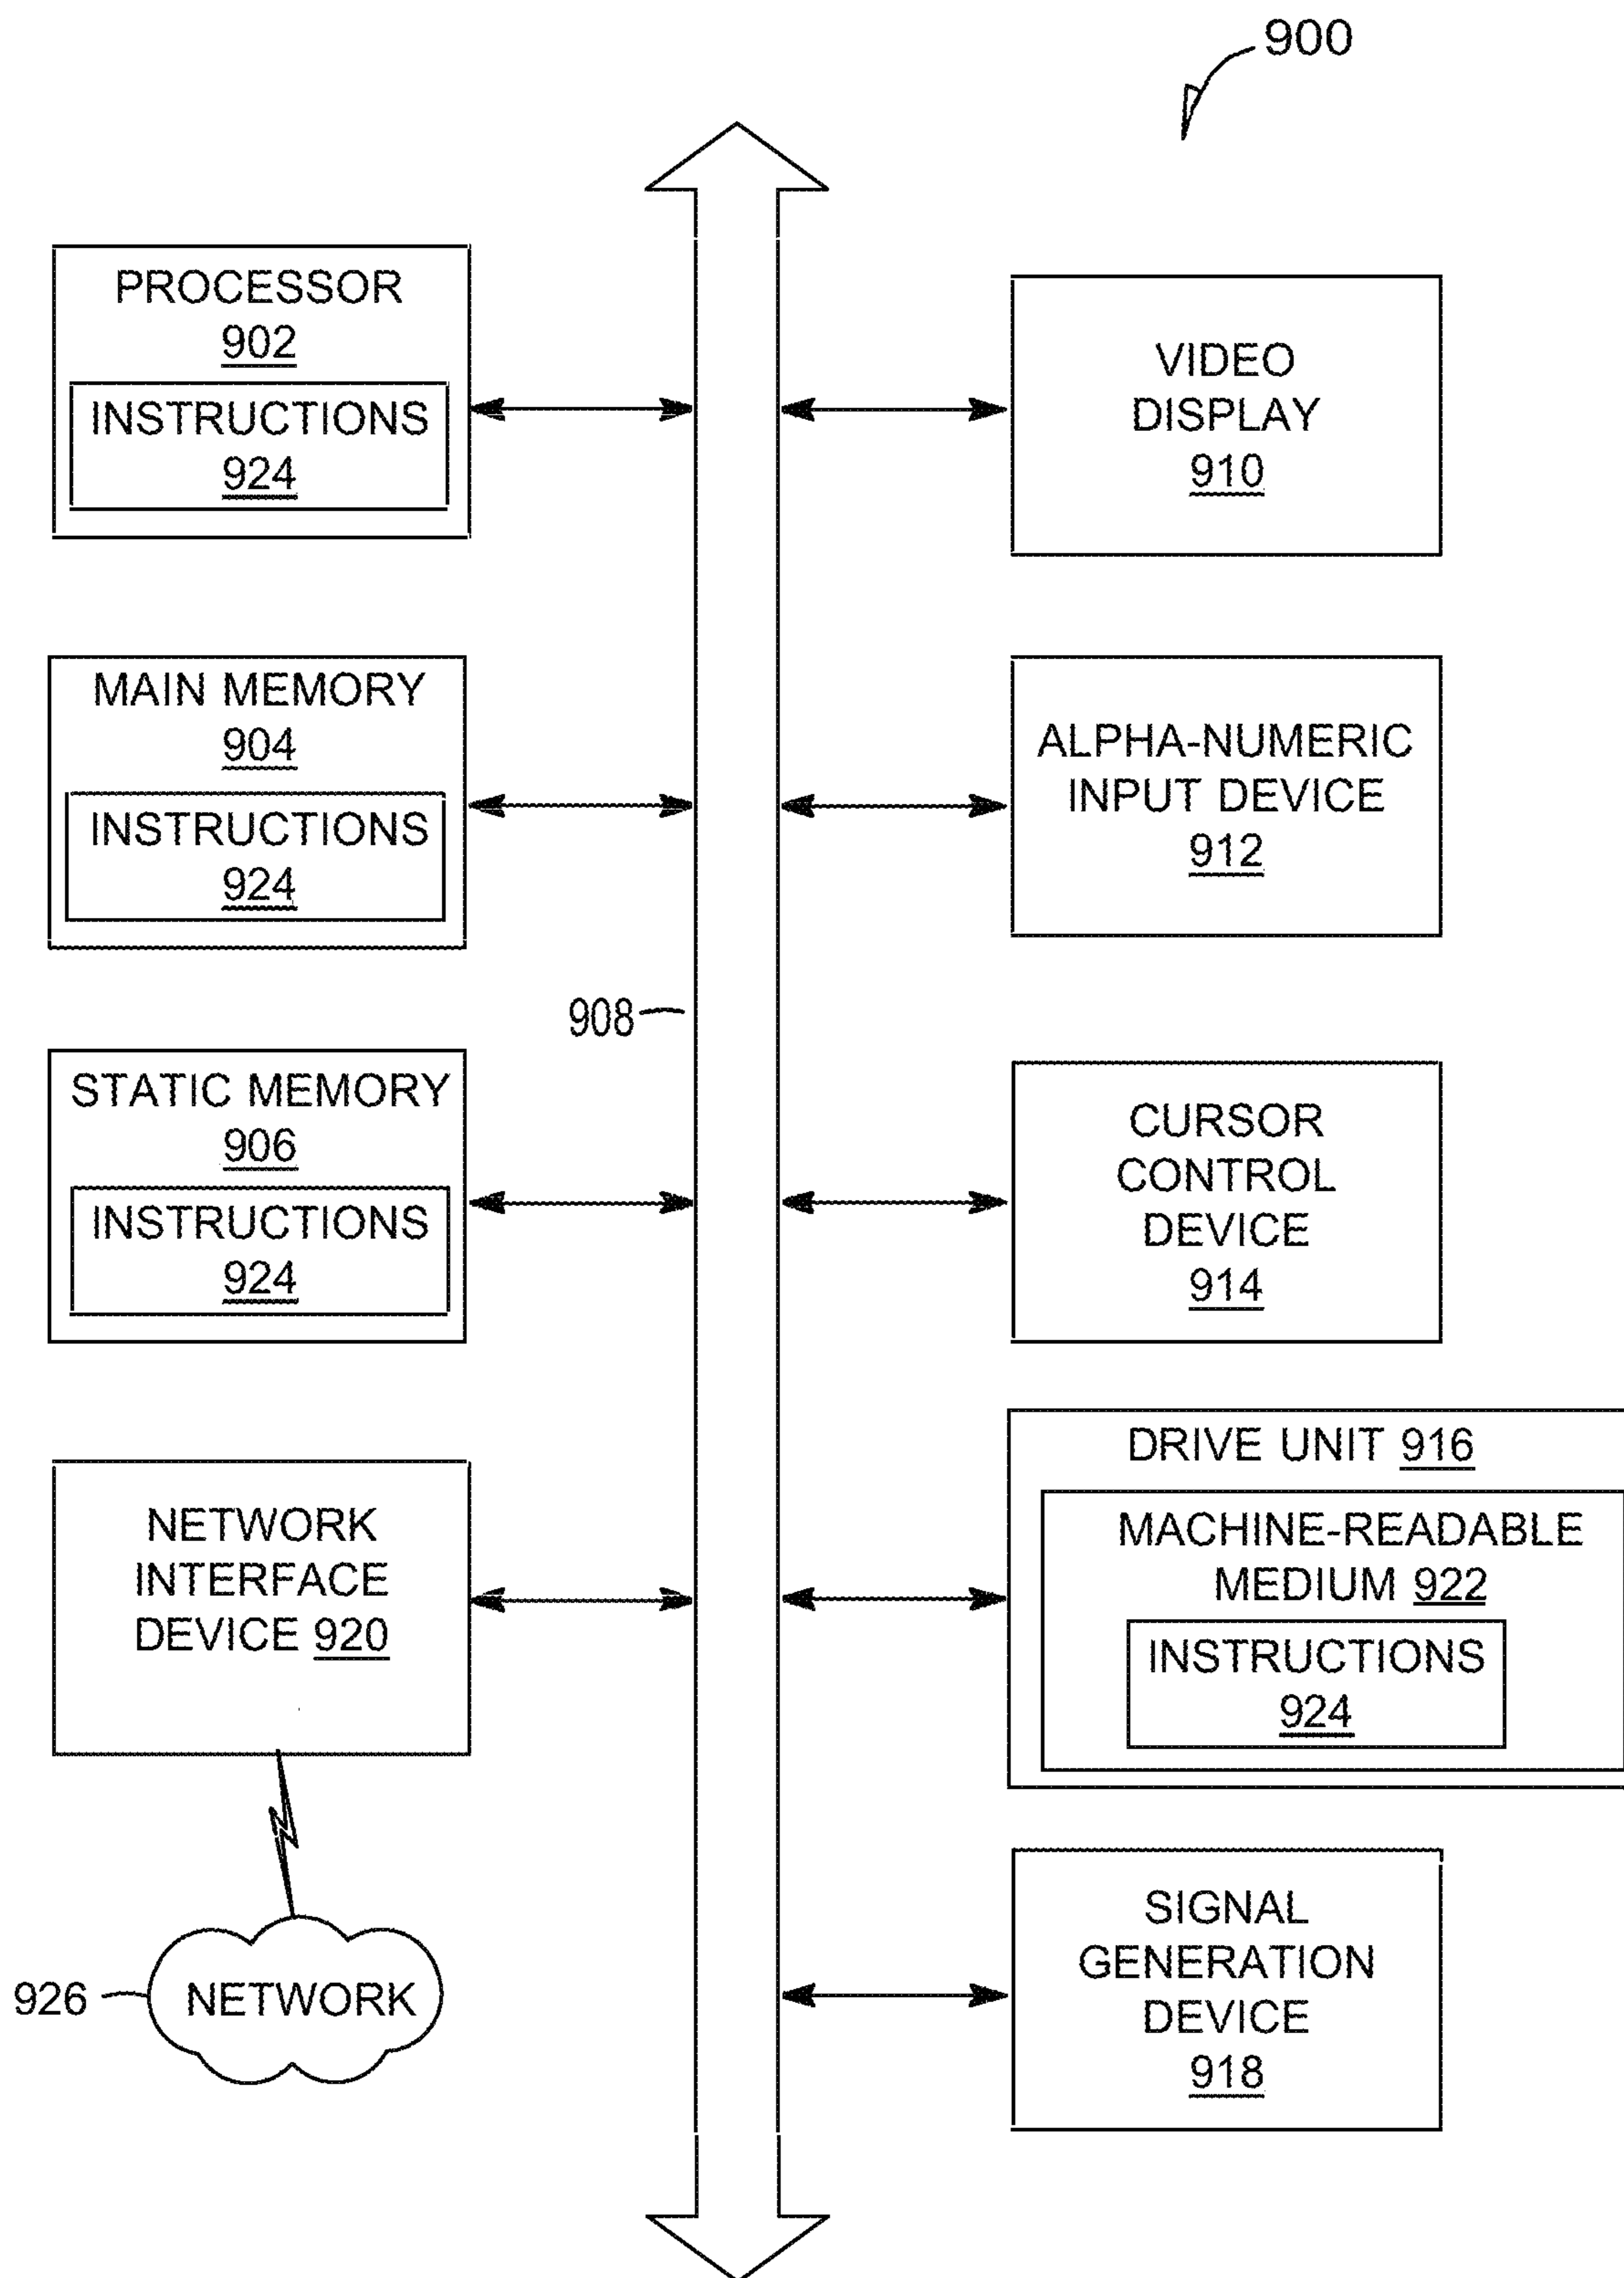 900
PROCESSOR
902
INSTRUCTIONS
924
MAIN MEMORY
904
INSTRUCTIONS
924
908
STATIC MEMORY
906
INSTRUCTIONS
924
NETWORK
INTERFACE
DEVICE 920
926
NETWORK
VIDEO
DISPLAY
910
ALPHA-NUMERIC
INPUT DEVICE
912
CURSOR
CONTROL
DEVICE
914
DRIVE UNIT 916
MACHINE-READABLE
MEDIUM 922
INSTRUCTIONS
924
SIGNAL
GENERATION
DEVICE
918